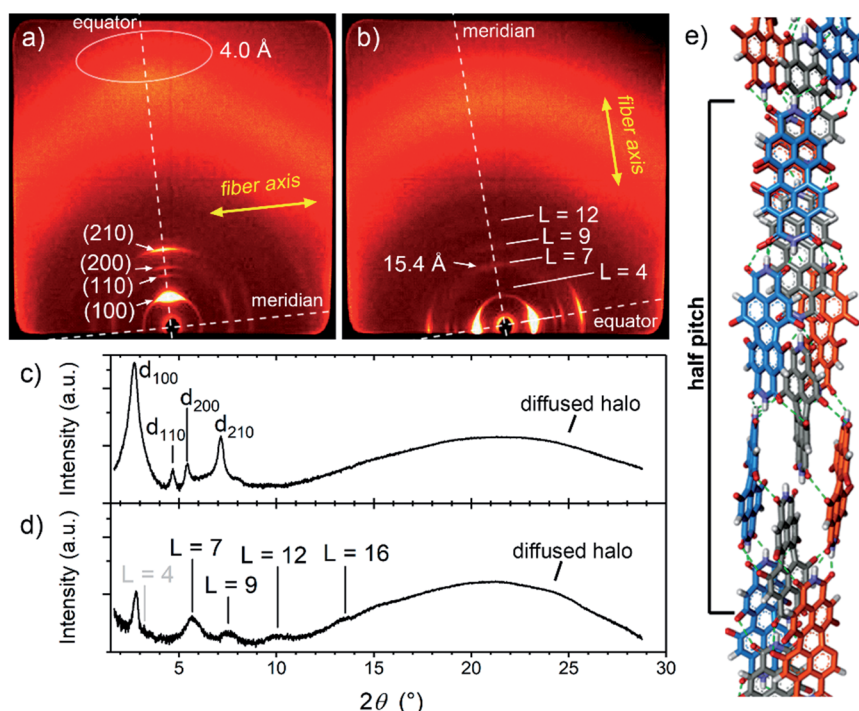 a)
equator
4.0 Å
fiber axis
(210)
(200)
(110)
(100)
meridian
b)
meridian
fiber axis
L = 12
L = 9
L = 7
15.4 Å
L = 4
equator
c)
Intensity (a.u.)
d100
d110
d200
d210
diffused halo
d)
Intensity (a.u.)
L = 4
L = 7
L = 9
L = 12
L = 16
diffused halo
5 10 15 20 25 30
2θ (°)
e)
half pitch